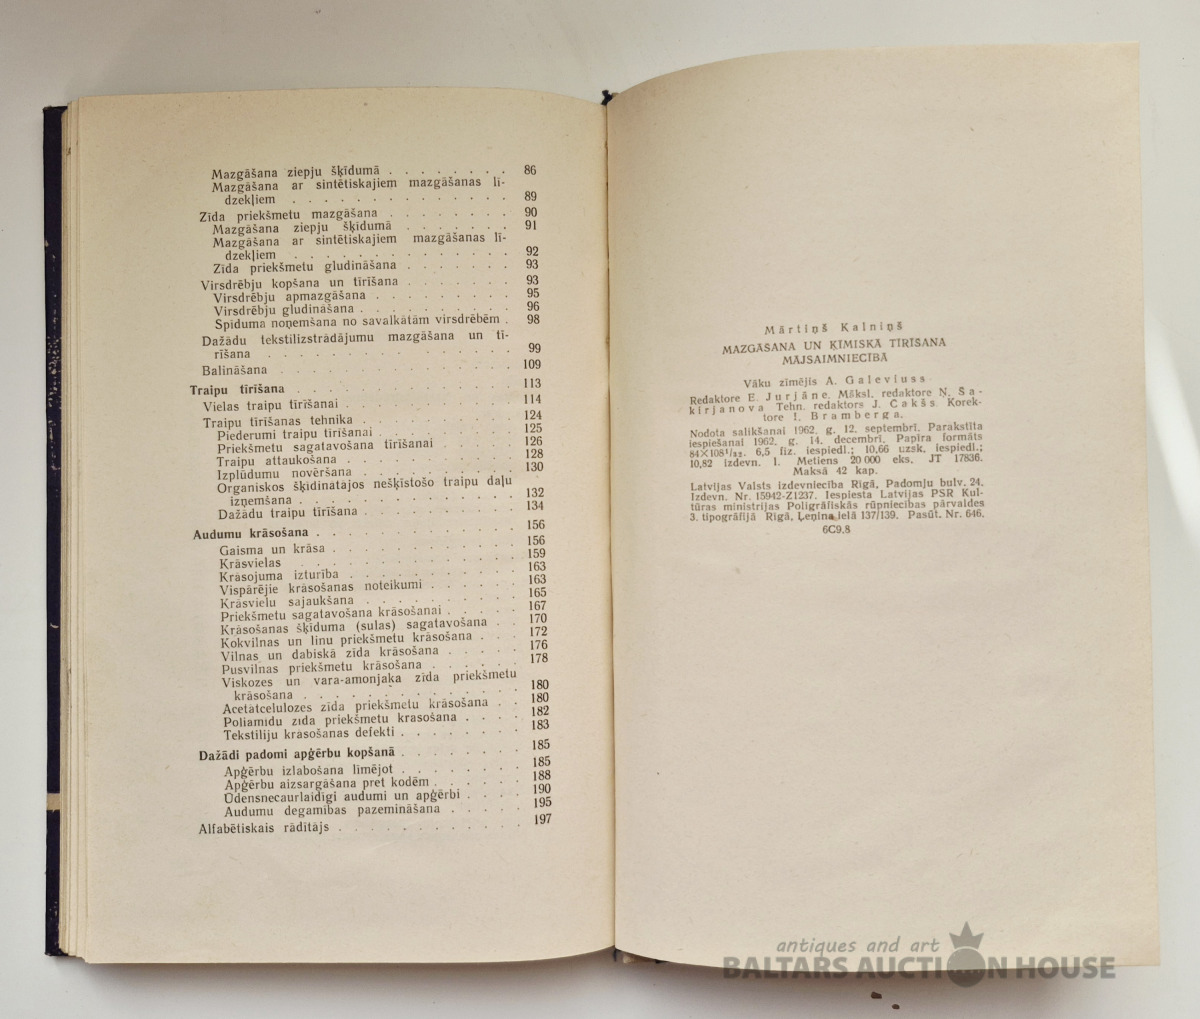 Mazgāšana ziepju šķīdumā . . . . . . . . 86
Mazgāšana ar sintētiskajiem mazgāšanas lī-
dzekļiem . . . . . . . . . . . . . 89
Zīda priekšmetu mazgāšana . . . . . . . . 90
Mazgāšana ziepju šķīdumā . . . . . . . 91
Mazgāšana ar sintētiskajiem mazgāšanas lī-
dzekļiem . . . . . . . . . . . . . 92
Zīda priekšmetu gludināšana . . . . . . . 93
Virsdrēbju kopšana un tīrīšana . . . . . . . 93
Virsdrēbju apmazgāšana . . . . . . . . . 95
Virsdrēbju gludināšana . . . . . . . . . . 96
Spīduma noņemšana no savalkātām virsdrēbēm . 98
Dažādu tekstilizstrādājumu mazgāšana un tī-
rīšana . . . . . . . . . . . . . . 99
Balināšana . . . . . . . . . . . . . . 109
Traipu tīrīšana . . . . . . . . . . . . . 113
Vielas traipu tīrīšanai . . . . . . . . . . 114
Traipu tīrīšanas tehnika . . . . . . . . . . 124
Piederumi traipu tīrīšanai . . . . . . . . 125
Priekšmetu sagatavošana tīrīšanai . . . . . 126
Traipu attaukošana . . . . . . . . . . . 128
Izplūdumu novēršana . . . . . . . . . . 130
Organiskos šķīdinātājos nešķīstošo traipu daļu
izņemšana . . . . . . . . . . . . . 132
Dažādu traipu tīrīšana . . . . . . . . . . 134
Audumu krāsošana . . . . . . . . . . . . 156
Gaisma un krāsa . . . . . . . . . . . . 156
Krāsvielas . . . . . . . . . . . . . . 159
Krāsojuma izturība . . . . . . . . . . . 163
Vispārējie krāsošanas noteikumi . . . . . . 163
Krāsvielu sajaukšana . . . . . . . . . . 165
Priekšmetu sagatavošana krāsošanai . . . . . 167
Krāsošanas šķīduma (sulas) sagatavošana . . 170
Kokvilnas un linu priekšmetu krāsošana . . . 172
Vilnas un dabiskā zīda krāsošana . . . . . 176
Pusvilnas priekšmetu krāsošana . . . . . . 178
Viskozes un vara-amonjaka zīda priekšmetu
krāsošana . . . . . . . . . . . . . 180
Acetātcelulozes zīda priekšmetu krāsošana . . 180
Poliamīdu zīda priekšmetu krāsošana . . . . 182
Tekstiliju krāsošanas defekti . . . . . . . . 183
Dažādi padomi apģērbu kopšanā . . . . . . . . 185
Apģērbu izlabošana līmējot . . . . . . . . 185
Apģērbu aizsargāšana pret kodēm . . . . . . 188
Ūdensnecaurlaidīgi audumi un apģērbi . . . . 190
Audumu degamības pazemināšana . . . . . 195
Alfabētiskais rādītājs . . . . . . . . . . . . 197
Mārtiņš Kalniņš
MAZGĀŠANA UN ĶĪMISKĀ TĪRĪŠANA
MĀJSAIMNIECĪBĀ
Vāku zīmējis A. Galeviuss
Redaktore E. Jurjāne. Māksl. redaktore N. Ša-
kirjanova Tehn. redaktors J. Cakšs. Korek-
tore I. Bramberga.
Nodota salikšanai 1962. g. 12. septembrī. Parakstīta
iespiešanai 1962. g. 14. decembrī. Papīra formāts
84×108¹/₃₂. 6,5 fiz. iespiedl.; 10,66 uzsk. iespiedl.;
10,82 izdevn. l. Metiens 20 000 eks. JT 17836.
Maksā 42 kap.
Latvijas Valsts izdevniecība Rīgā, Padomju bulv. 24.
Izdevn. Nr. 15942-Z1237. Iespiesta Latvijas PSR Kul-
tūras ministrijas Poligrāfiskās rūpniecības pārvaldes
3. tipogrāfijā Rīgā, Ļeņina ielā 137/139. Pasūt. Nr. 646.
6C9.8
antiques and art
BALTARS AUCTION HOUSE